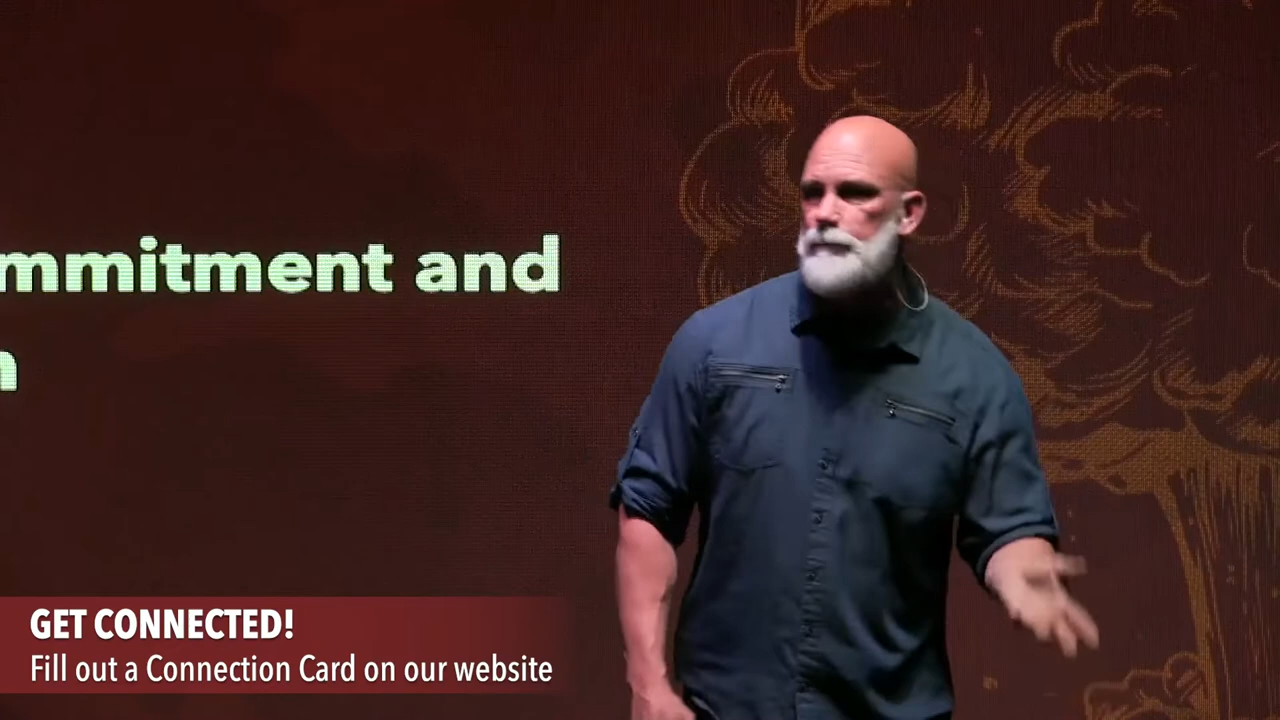 mmitment and
GET CONNECTED!
Fill out a Connection Card on our website